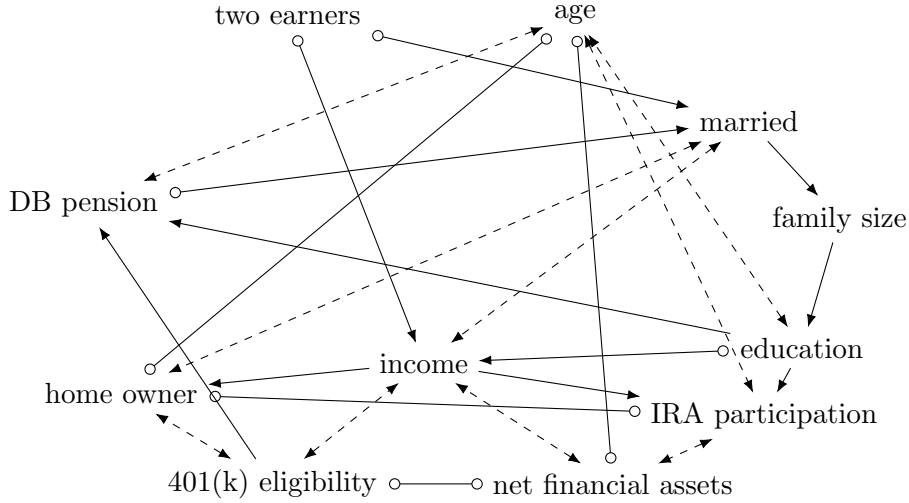 two earners
age
married
DB pension
family size
income
education
home owner
IRA participation
401(k) eligibility
net financial assets